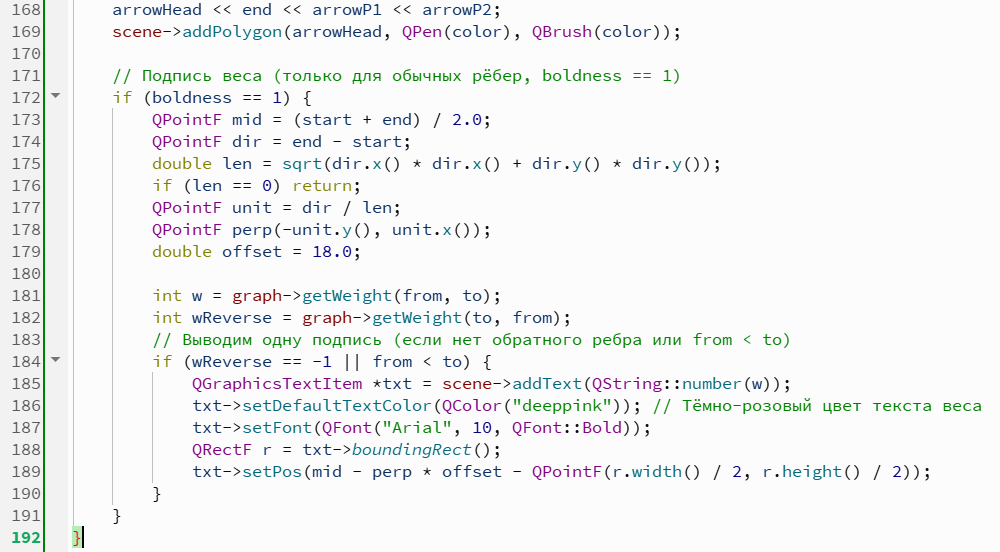 168     arrowHead << end << arrowP1 << arrowP2;
169     scene->addPolygon(arrowHead, QPen(color), QBrush(color));
170
171     // Подпись веса (только для обычных рёбер, boldness == 1)
172     if (boldness == 1) {
173         QPointF mid = (start + end) / 2.0;
174         QPointF dir = end - start;
175         double len = sqrt(dir.x() * dir.x() + dir.y() * dir.y());
176         if (len == 0) return;
177         QPointF unit = dir / len;
178         QPointF perp(-unit.y(), unit.x());
179         double offset = 18.0;
180
181         int w = graph->getWeight(from, to);
182         int wReverse = graph->getWeight(to, from);
183         // Выводим одну подпись (если нет обратного ребра или from < to)
184         if (wReverse == -1 || from < to) {
185             QGraphicsTextItem *txt = scene->addText(QString::number(w));
186             txt->setDefaultTextColor(QColor("deeppink")); // Тёмно-розовый цвет текста веса
187             txt->setFont(QFont("Arial", 10, QFont::Bold));
188             QRectF r = txt->boundingRect();
189             txt->setPos(mid - perp * offset - QPointF(r.width() / 2, r.height() / 2));
190         }
191     }
192 }